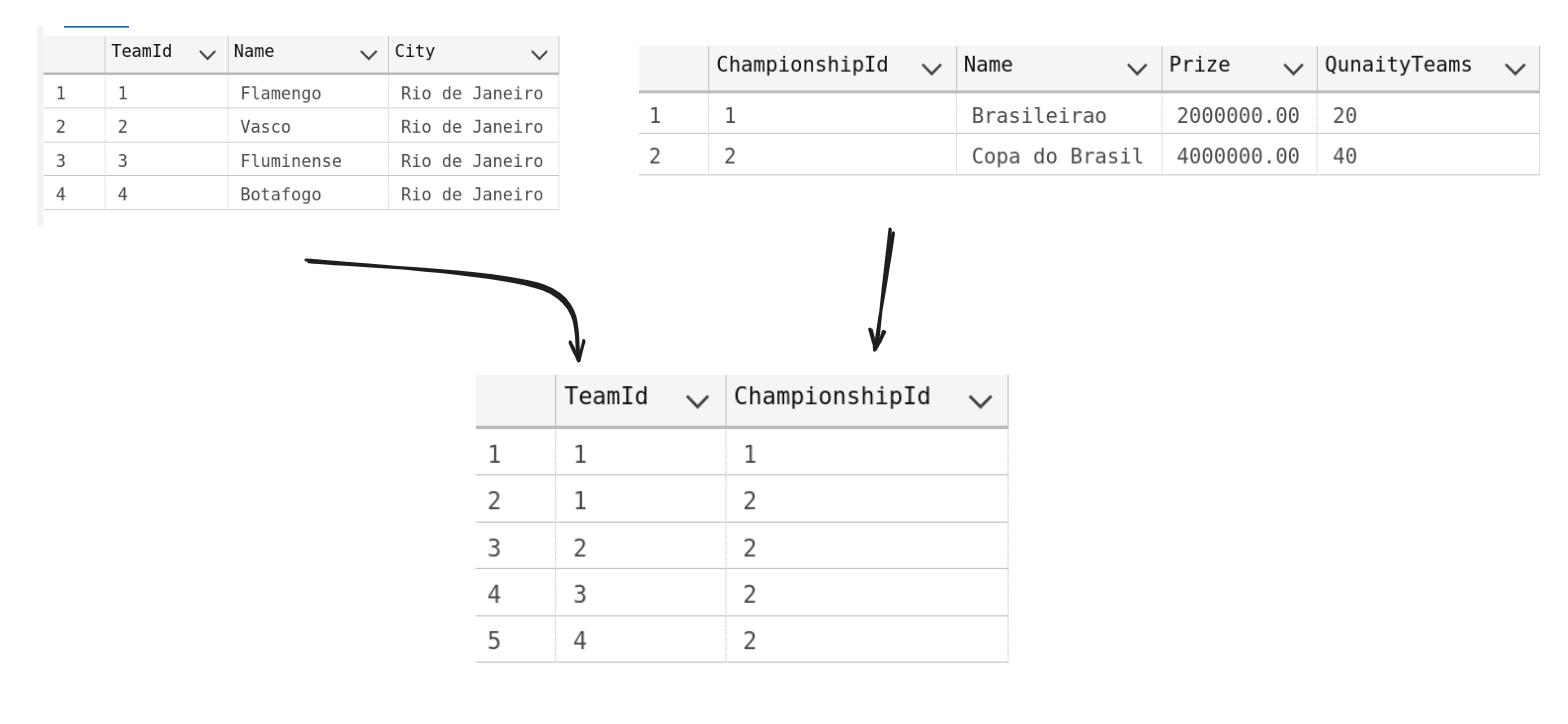 TeamId Name City
1 1 Flamengo Rio de Janeiro
2 2 Vasco Rio de Janeiro
3 3 Fluminense Rio de Janeiro
4 4 Botafogo Rio de Janeiro
ChampionshipId Name Prize QunaityTeams
1 1 Brasileirao 2000000.00 20
2 2 Copa do Brasil 4000000.00 40
TeamId ChampionshipId
1 1 1
2 1 2
3 2 2
4 3 2
5 4 2